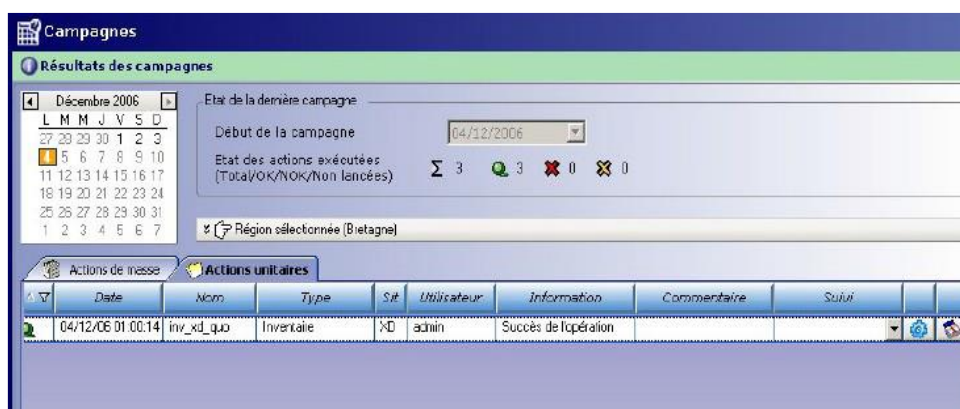 Campagnes
Résultats des campagnes
Décembre 2006
L M M J V S D
27 28 29 30 1 2 3
4 5 6 7 8 9 10
11 12 13 14 15 16 17
18 19 20 21 22 23 24
25 26 27 28 29 30 31
1 2 3 4 5 6 7
Etat de la dernière campagne
Début de la campagne 04/12/2006
Etat des actions exécutées
(Total/OK/NOK/Non lancées) Σ 3 3 0 0
Région sélectionnée (Bretagne)
Actions de masse Actions unitaires
Date Nom Type Sit Utilisateur Information Commentaire Suivi
04/12/06 01:00:14 inv_xd_quo Inventaire XD admin Succès de l'opération